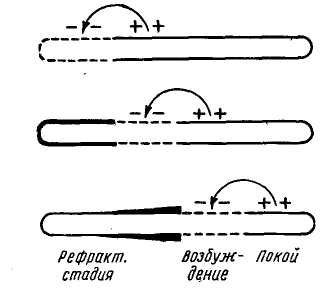 − − + +
− − + +
− − + +
Рефракт. Возбуж- Покой
стадия дение